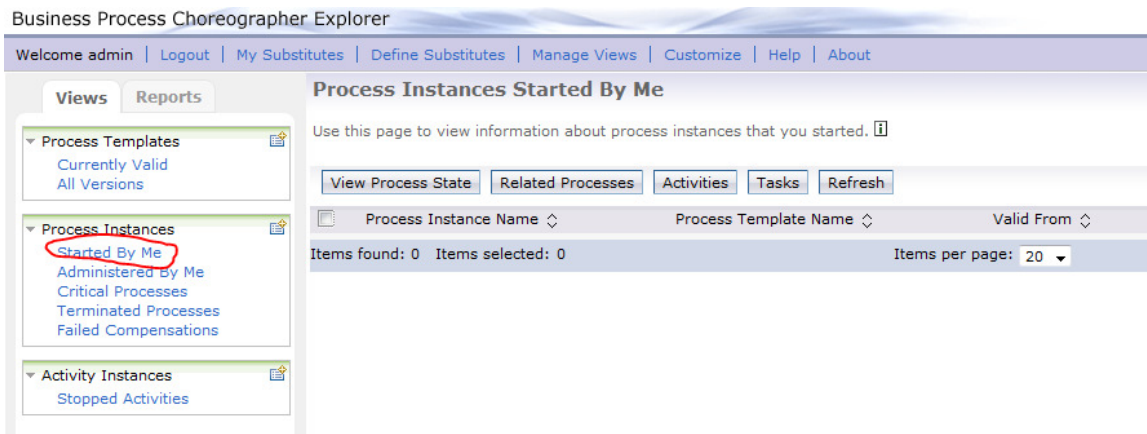 Business Process Choreographer Explorer
Welcome admin | Logout | My Substitutes | Define Substitutes | Manage Views | Customize | Help | About
Views Reports
Process Templates
Currently Valid
All Versions
Process Instances
Started By Me
Administered By Me
Critical Processes
Terminated Processes
Failed Compensations
Activity Instances
Stopped Activities
Process Instances Started By Me
Use this page to view information about process instances that you started. i
View Process State Related Processes Activities Tasks Refresh
Process Instance Name Process Template Name Valid From
Items found: 0 Items selected: 0 Items per page: 20